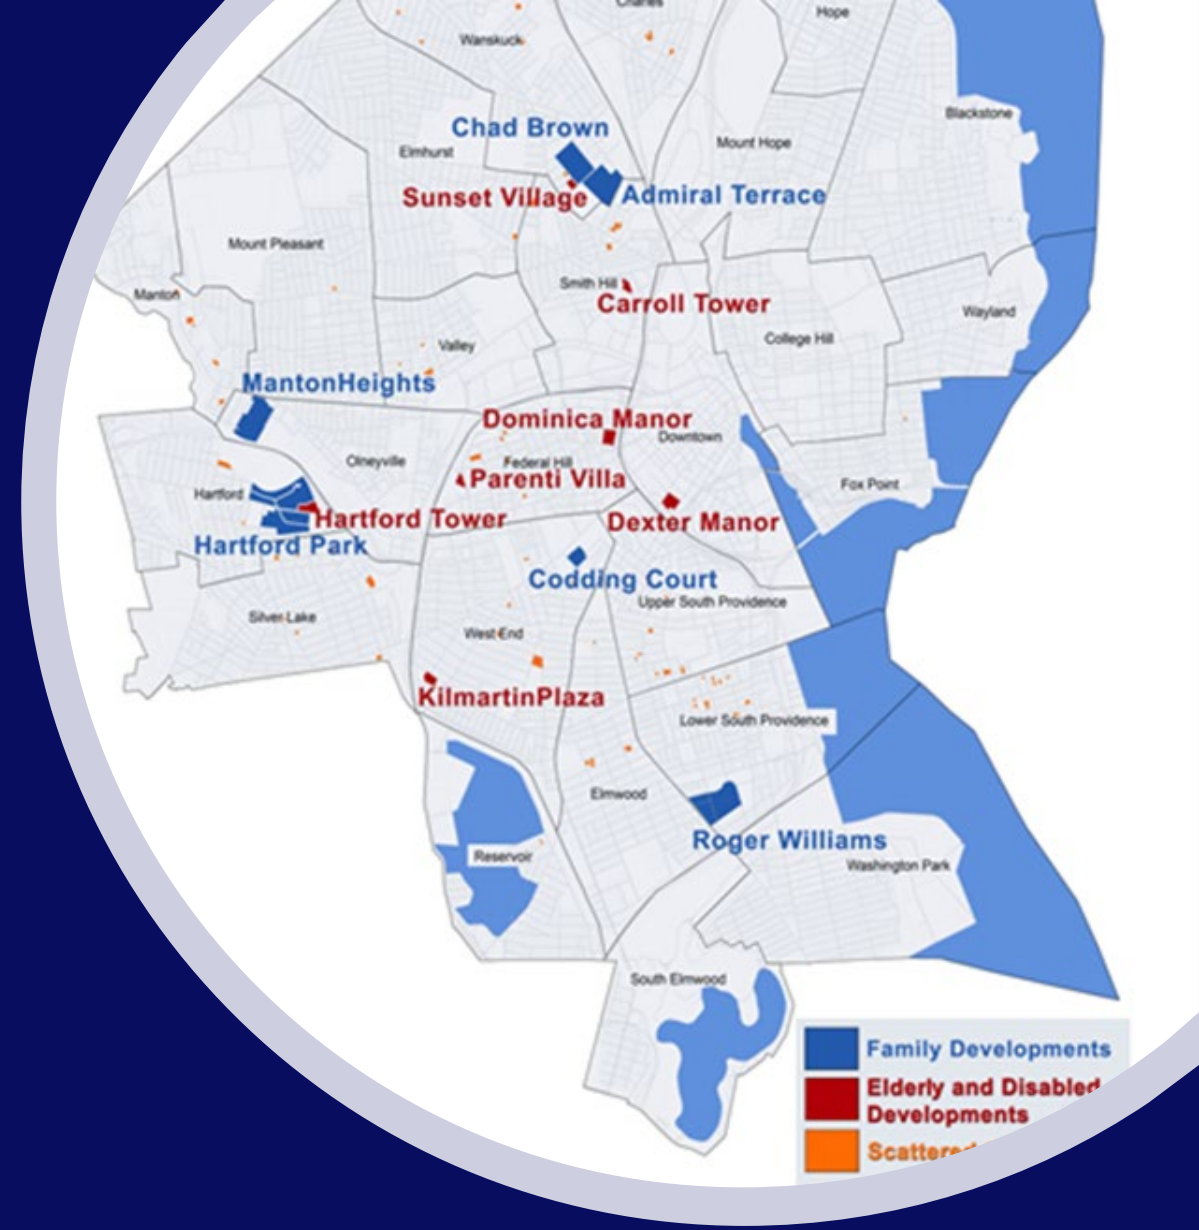 Charles
Hope
Wanskuck
Blackstone
Chad Brown
Mount Hope
Elmhurst
Sunset Village
Admiral Terrace
Mount Pleasant
Smith Hill
Manton
Carroll Tower
Wayland
College Hill
Valley
MantonHeights
Dominica Manor
Downtown
Olneyville
Federal Hill
Parenti Villa
Fox Point
Hartford
Hartford Tower
Dexter Manor
Hartford Park
Codding Court
Upper South Providence
Silver Lake
West End
KilmartinPlaza
Lower South Providence
Elmwood
Roger Williams
Reservoir
Washington Park
South Elmwood
Family Developments
Elderly and Disabled
Developments